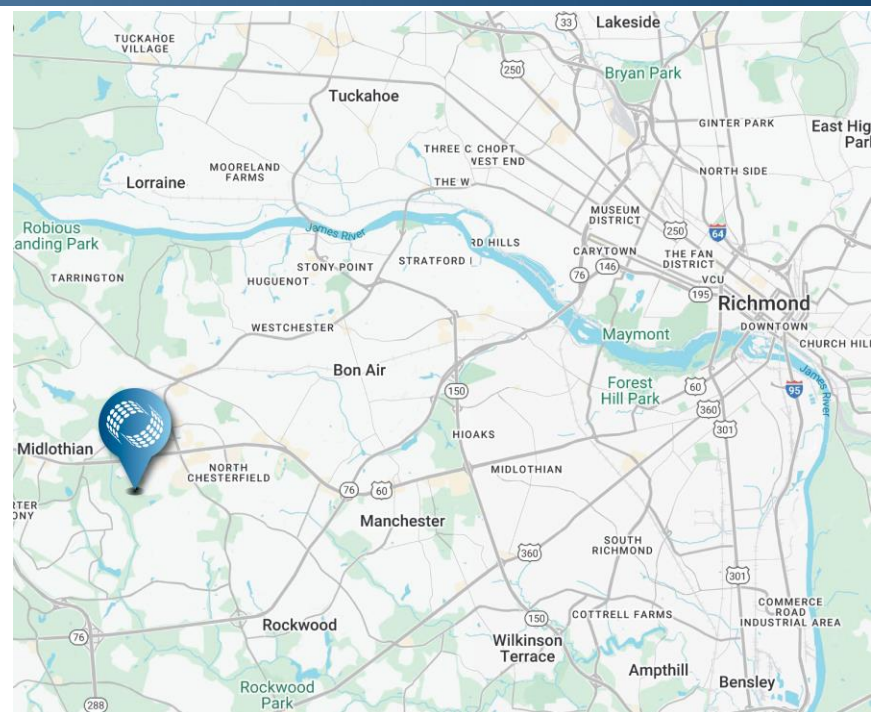 33
Lakeside
TUCKAHOE
VILLAGE
250
Bryan Park
Tuckahoe
GINTER PARK
East Hig
Park
THREE C
CHOPT
WEST END
MOORELAND
FARMS
NORTH SIDE
Lorraine
THE W
MUSEUM
DISTRICT
Robious
anding Park
James River
RD HILLS
250
64
CARYTOWN
THE FAN
DISTRICT
STONY POINT
STRATFORD
TARRINGTON
76
146
VCU
HUGUENOT
195
Richmond
WESTCHESTER
DOWNTOWN
Maymont
CHURCH HILL
Bon Air
James River
Forest
Hill Park
60
95
150
360
301
HIOAKS
Midlothian
NORTH
CHESTERFIELD
MIDLOTHIAN
76
60
RTER
ONY
Manchester
SOUTH
RICHMOND
360
301
COMMERCE
ROAD
INDUSTRIAL AREA
Rockwood
150
COTTRELL FARMS
76
Wilkinson
Terrace
Ampthill
Bensley
Rockwood
Park
288